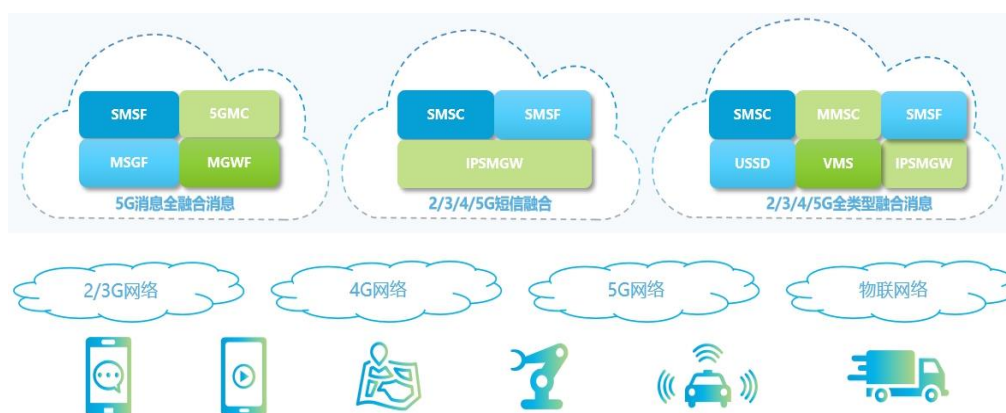 SMSF 5GMC
MSGF MGWF
5G消息全融合消息
SMSC SMSF
IPSMGW
2/3/4/5G短信融合
SMSC MMSC SMSF
USSD VMS IPSMGW
2/3/4/5G全类型融合消息
2/3G网络
4G网络
5G网络
物联网络